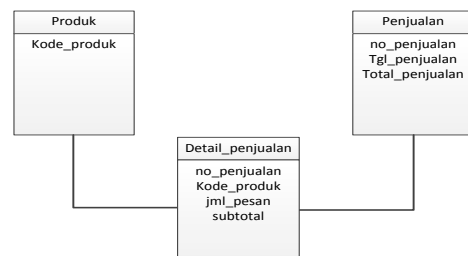 Produk
Kode_produk
Penjualan
no_penjualan
Tgl_penjualan
Total_penjualan
Detail_penjualan
no_penjualan
Kode_produk
jml_pesan
subtotal